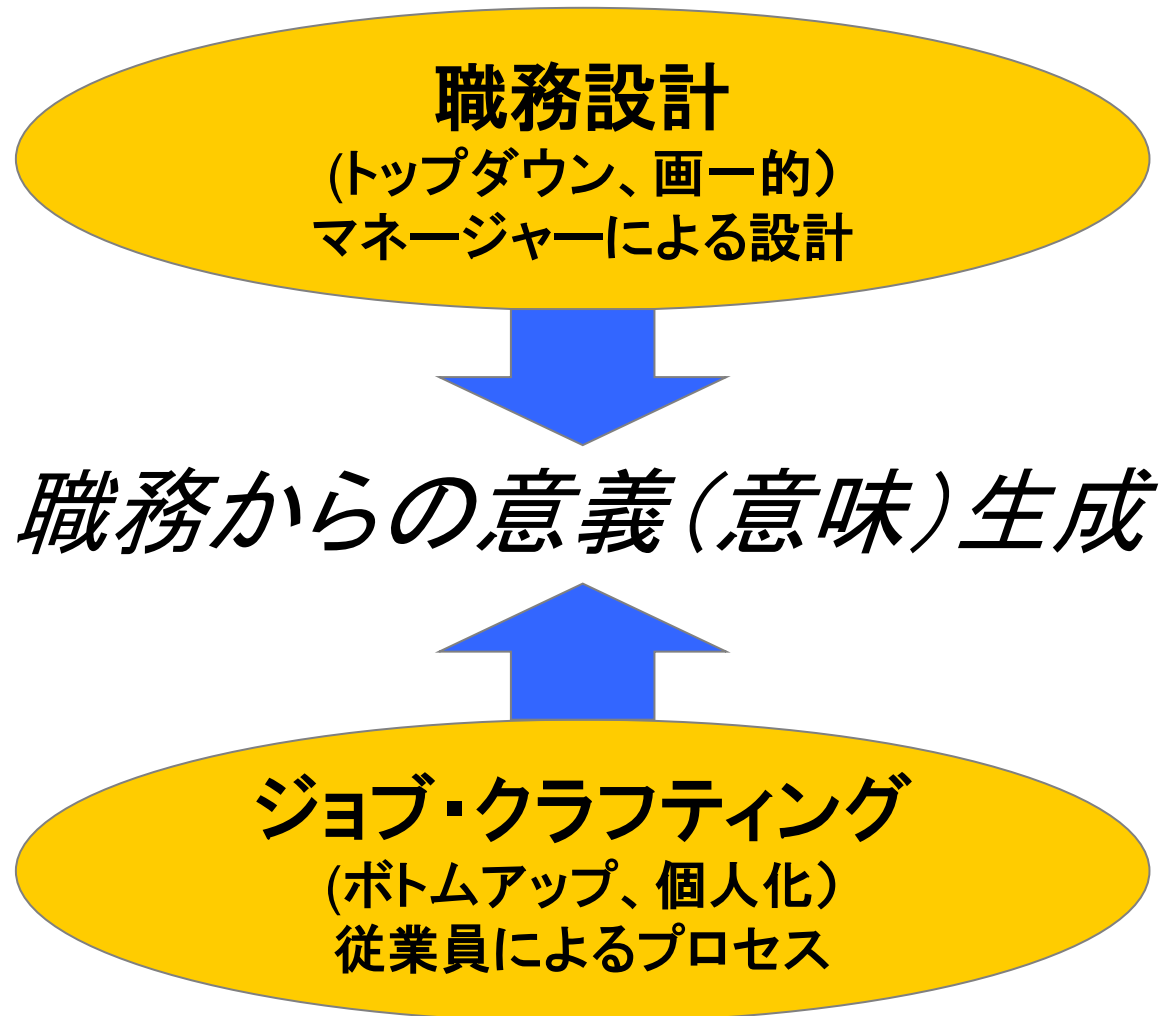 職務設計
(トップダウン、画一的）
マネージャーによる設計
職務からの意義（意味）生成
ジョブ・クラフティング
(ボトムアップ、個人化）
従業員によるプロセス